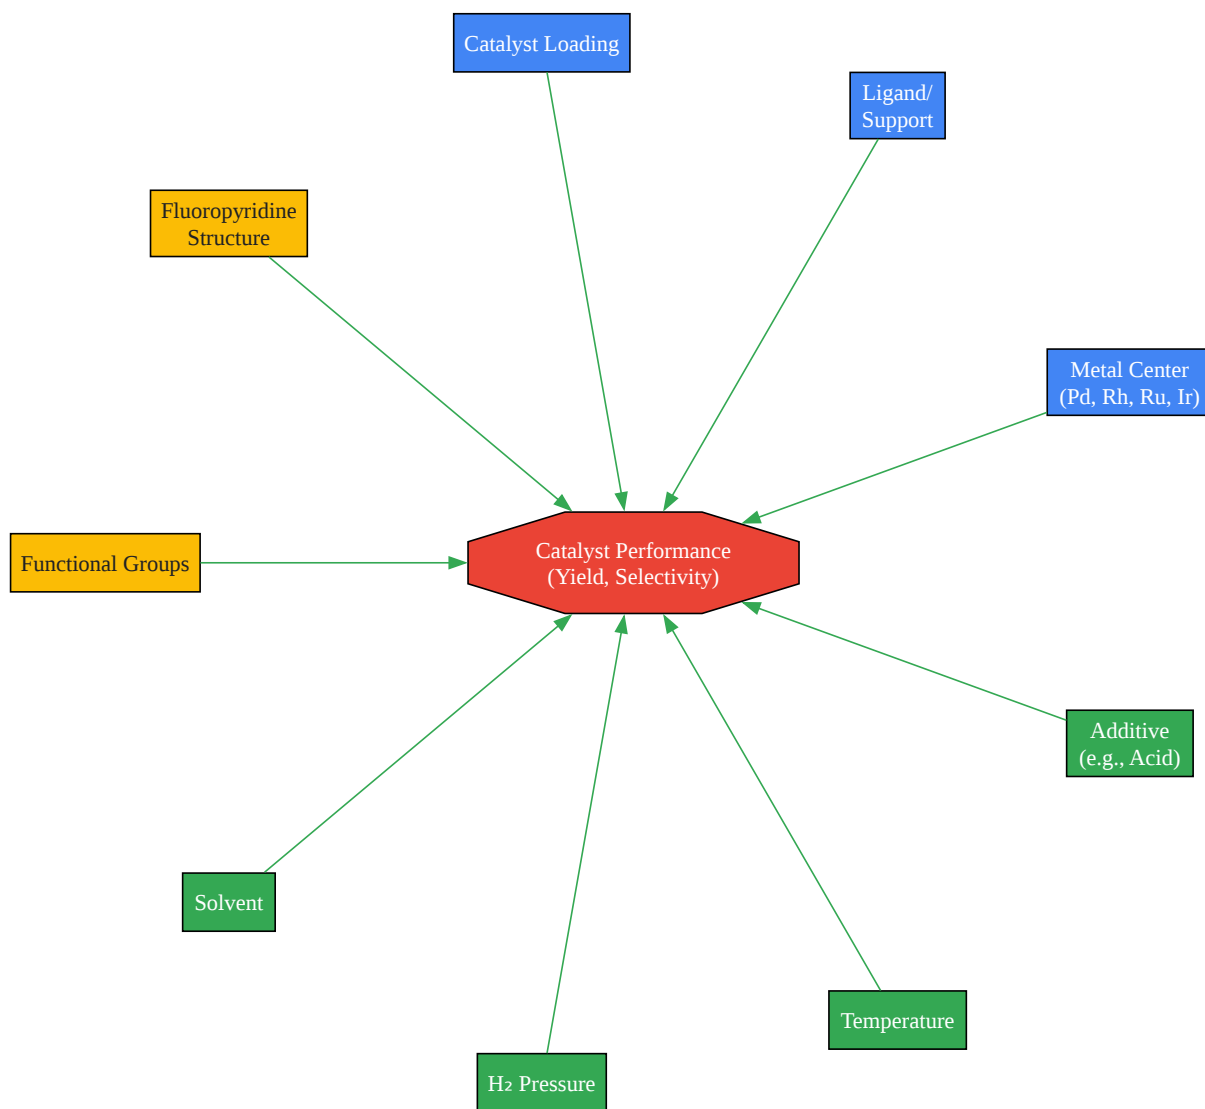 Catalyst Loading
Ligand/
Support
Fluoropyridine
Structure
Metal Center
(Pd, Rh, Ru, Ir)
Catalyst Performance
(Yield, Selectivity)
Functional Groups
Additive
(e.g., Acid)
Solvent
Temperature
H₂ Pressure